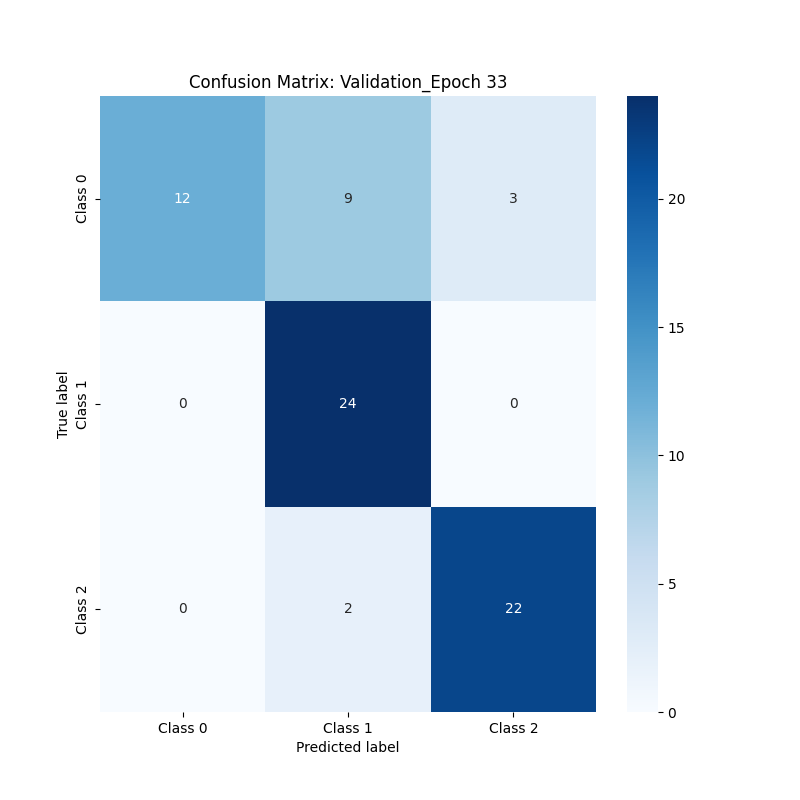 Confusion Matrix: Validation_Epoch 33
True label
Class 0
12 9 3
Class 1
0 24 0
Class 2
0 2 22
Class 0 Class 1 Class 2
Predicted label
20
15
10
5
0